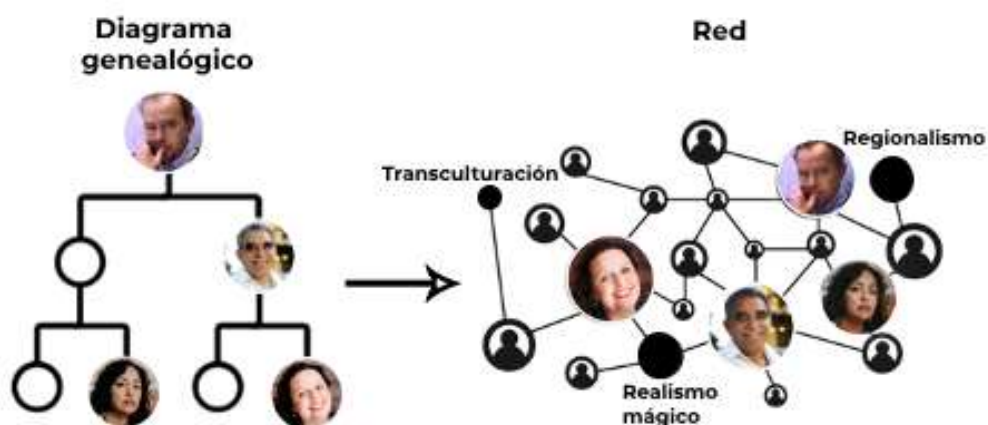 Diagrama
genealógico
Red
Regionalismo
Transculturación
Realismo
mágico